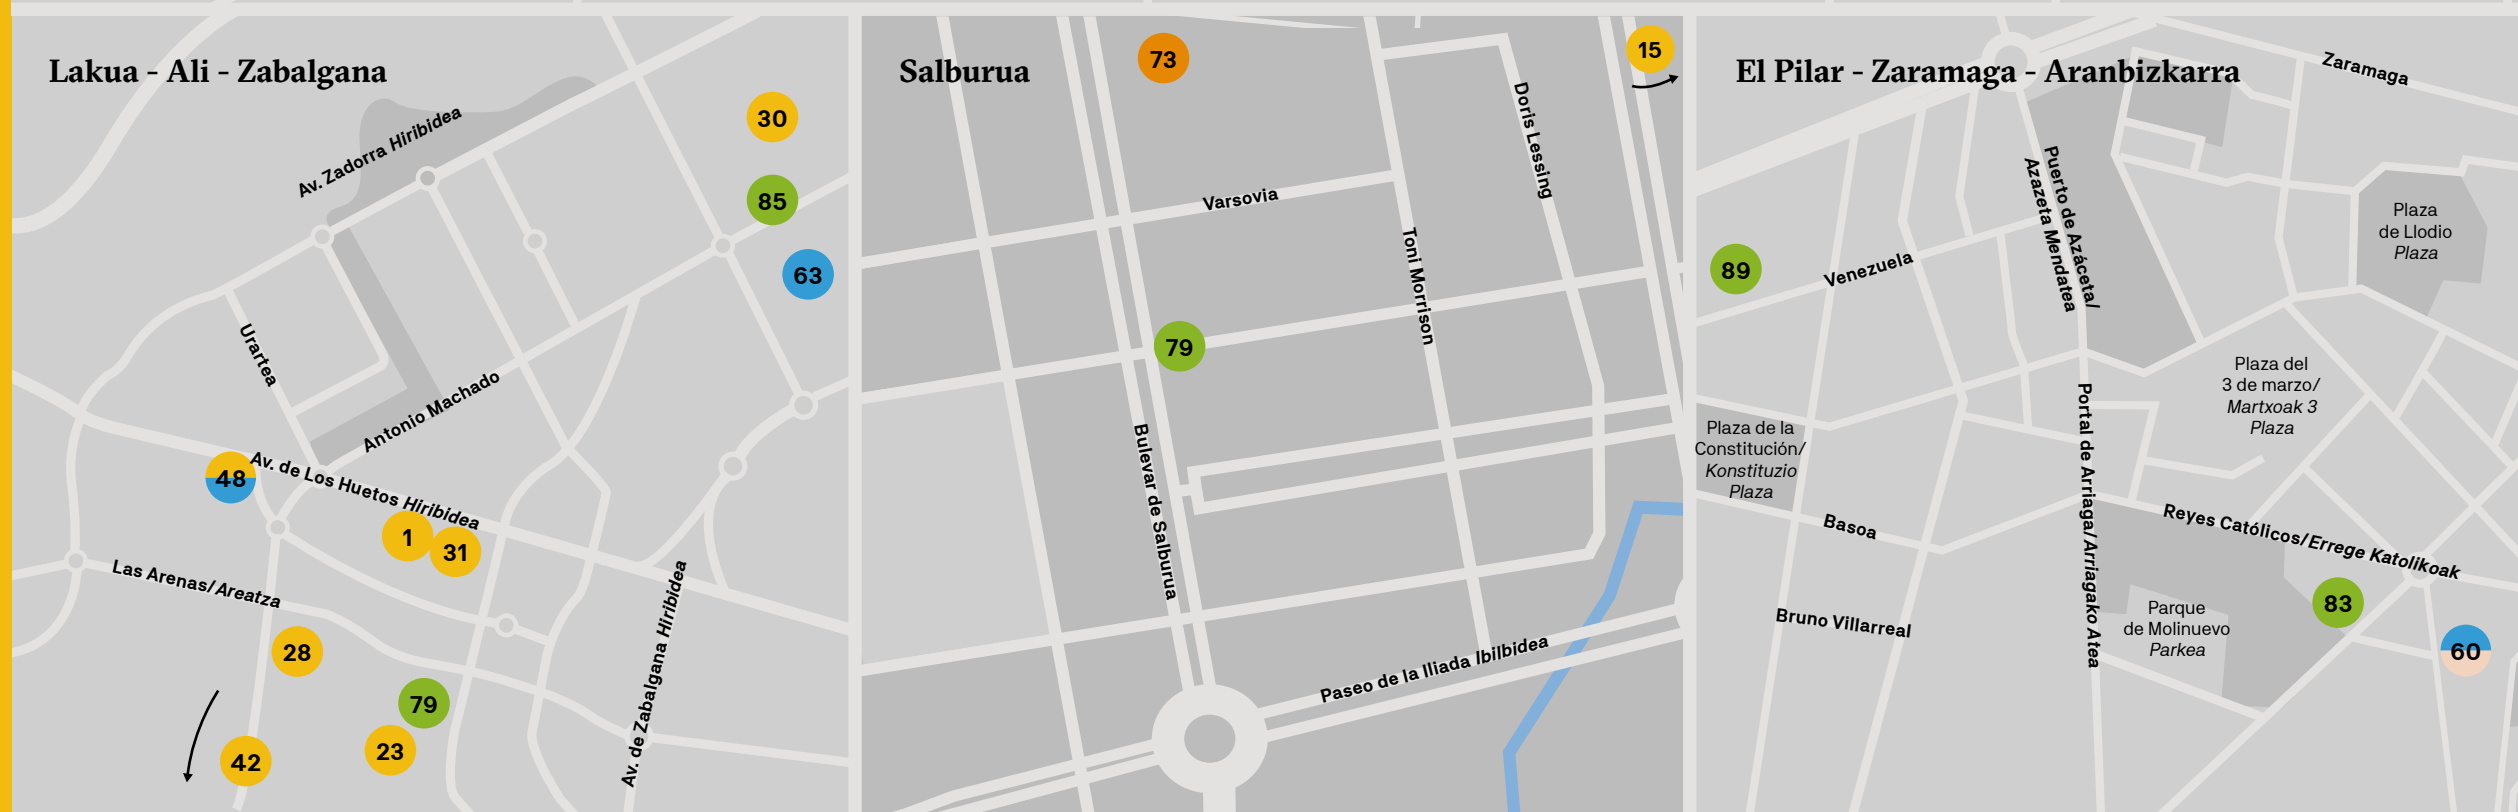 Lakua - Ali - Zabalgana
Av. Zadorra Hiribidea
30
85
63
Urartea
Antonio Machado
Av. de Los Huetos Hiribidea
48
1
31
Las Arenas/Areatza
28
79
23
42
Av. de Zabalgana Hiribidea
Salburua
73
15
Doris Lessing
Varsovia
Toni Morrison
79
Bulevar de Salburua
Paseo de la Iliada Ibilbidea
El Pilar - Zaramaga - Aranbizkarra
Zaramaga
Puerto de Azáceta/
Azazeta Mendatea
Plaza
de Llodio
Plaza
89
Venezuela
Plaza del
3 de marzo/
Martxoak 3
Plaza
Plaza de la
Constitución/
Konstituzio
Plaza
Portal de Arriaga/Arriagako Atea
Basoa
Reyes Católicos/Errege Katolikoak
Bruno Villarreal
Parque
de Molinuevo
Parkea
83
60